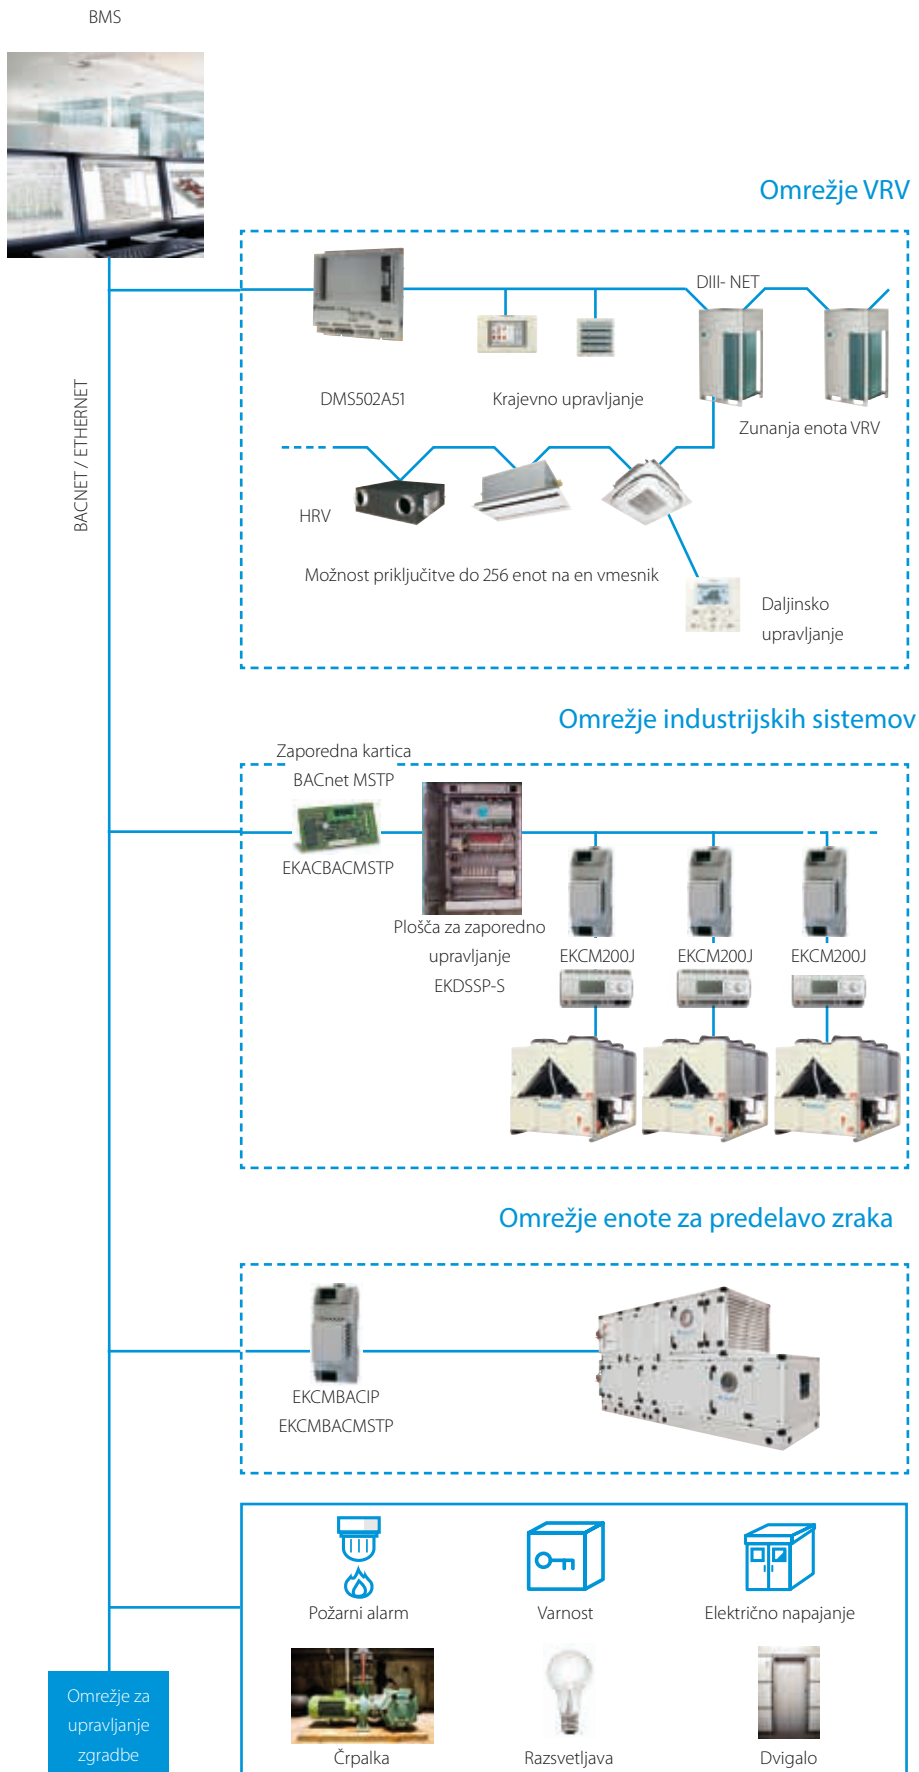 BMS
Omrežje VRV
DIII- NET
DMS502A51
Krajevno upravljanje
Zunanja enota VRV
BACNET / ETHERNET
HRV
Možnost priključitve do 256 enot na en vmesnik
Daljinsko
upravljanje
Omrežje industrijskih sistemov
Zaporedna kartica
BACnet MSTP
EKACBACMSTP
Plošča za zaporedno
upravljanje
EKDSSP-S
EKCM200J
EKCM200J
EKCM200J
Omrežje enote za predelavo zraka
EKCMBACIP
EKCMBACMSTP
Požarni alarm
Varnost
Električno napajanje
Omrežje za
upravljanje
zgradbe
Črpalka
Razsvetljava
Dvigalo